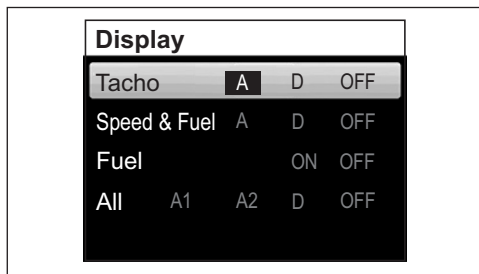 Display
Tacho A D OFF
Speed & Fuel A D OFF
Fuel ON OFF
All A1 A2 D OFF